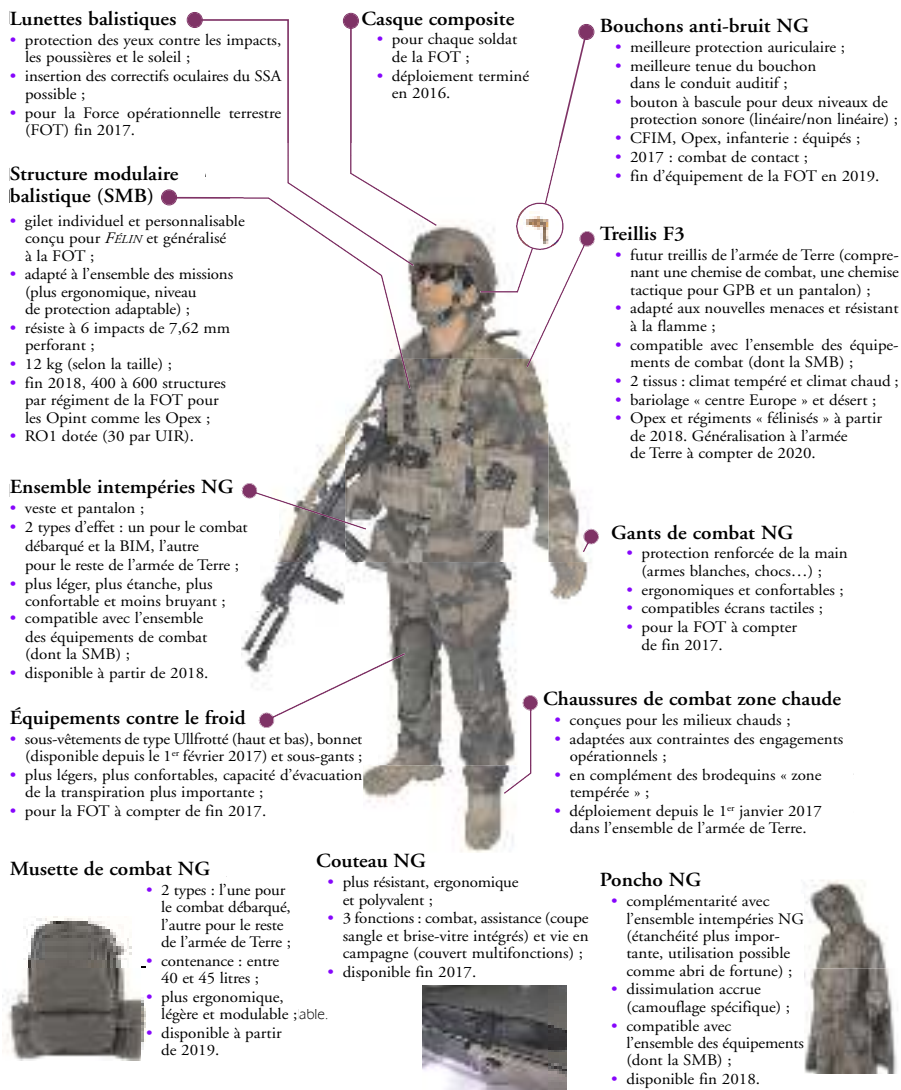 Lunettes balistiques
• protection des yeux contre les impacts,
les poussières et le soleil ;
• insertion des correctifs oculaires du SSA
possible ;
• pour la Force opérationnelle terrestre
(FOT) fin 2017.
Casque composite
• pour chaque soldat
de la FOT ;
• déploiement terminé
en 2016.
Bouchons anti-bruit NG
• meilleure protection auriculaire ;
• meilleure tenue du bouchon
dans le conduit auditif ;
• bouton à bascule pour deux niveaux de
protection sonore (linéaire/non linéaire) ;
• CFIM, Opex, infanterie : équipés ;
• 2017 : combat de contact ;
• fin d’équipement de la FOT en 2019.
Structure modulaire
balistique (SMB)
• gilet individuel et personnalisable
conçu pour FÉLIN et généralisé
à la FOT ;
• adapté à l’ensemble des missions
(plus ergonomique, niveau
de protection adaptable) ;
• résiste à 6 impacts de 7,62 mm
perforant ;
• 12 kg (selon la taille) ;
• fin 2018, 400 à 600 structures
par régiment de la FOT pour
les Opint comme les Opex ;
• RO1 dotée (30 par UIR).
Treillis F3
• futur treillis de l’armée de Terre (compre-
nant une chemise de combat, une chemise
tactique pour GPB et un pantalon) ;
• adapté aux nouvelles menaces et résistant
à la flamme ;
• compatible avec l’ensemble des équipe-
ments de combat (dont la SMB) ;
• 2 tissus : climat tempéré et climat chaud ;
• bariolage « centre Europe » et désert ;
• Opex et régiments « félinisés » à partir
de 2018. Généralisation à l’armée
de Terre à compter de 2020.
Ensemble intempéries NG
• veste et pantalon ;
• 2 types d’effet : un pour le combat
débarqué et la BIM, l’autre
pour le reste de l’armée de Terre ;
• plus léger, plus étanche, plus
confortable et moins bruyant ;
• compatible avec l’ensemble
des équipements de combat
(dont la SMB) ;
• disponible à partir de 2018.
Gants de combat NG
• protection renforcée de la main
(armes blanches, chocs…) ;
• ergonomiques et confortables ;
• compatibles écrans tactiles ;
• pour la FOT à compter
de fin 2017.
Équipements contre le froid
• sous-vêtements de type Ullfrotté (haut et bas), bonnet
(disponible depuis le 1er février 2017) et sous-gants ;
• plus légers, plus confortables, capacité d’évacuation
de la transpiration plus importante ;
• pour la FOT à compter de fin 2017.
Chaussures de combat zone chaude
• conçues pour les milieux chauds ;
• adaptées aux contraintes des engagements
opérationnels ;
• en complément des brodequins « zone
tempérée » ;
• déploiement depuis le 1er janvier 2017
dans l’ensemble de l’armée de Terre.
Musette de combat NG
• 2 types : l’une pour
le combat débarqué,
l’autre pour le reste
de l’armée de Terre ;
• contenance : entre
40 et 45 litres ;
• plus ergonomique,
légère et modulable ;able.
• disponible à partir
de 2019.
Couteau NG
• plus résistant, ergonomique
et polyvalent ;
• 3 fonctions : combat, assistance (coupe
sangle et brise-vitre intégrés) et vie en
campagne (couvert multifonctions) ;
• disponible fin 2017.
Poncho NG
• complémentarité avec
l’ensemble intempéries NG
(étanchéité plus impor-
tante, utilisation possible
comme abri de fortune) ;
• dissimulation accrue
(camouflage spécifique) ;
• compatible avec
l’ensemble des équipements
(dont la SMB) ;
• disponible fin 2018.